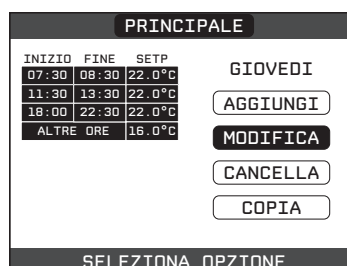 PRINCIPALE
INIZIO FINE SETP
07:30 08:30 22.0°C
11:30 13:30 22.0°C
18:00 22:30 22.0°C
ALTRE ORE 16.0°C
GIOVEDI
AGGIUNGI
MODIFICA
CANCELLA
COPIA
SELEZIONA OPZIONE